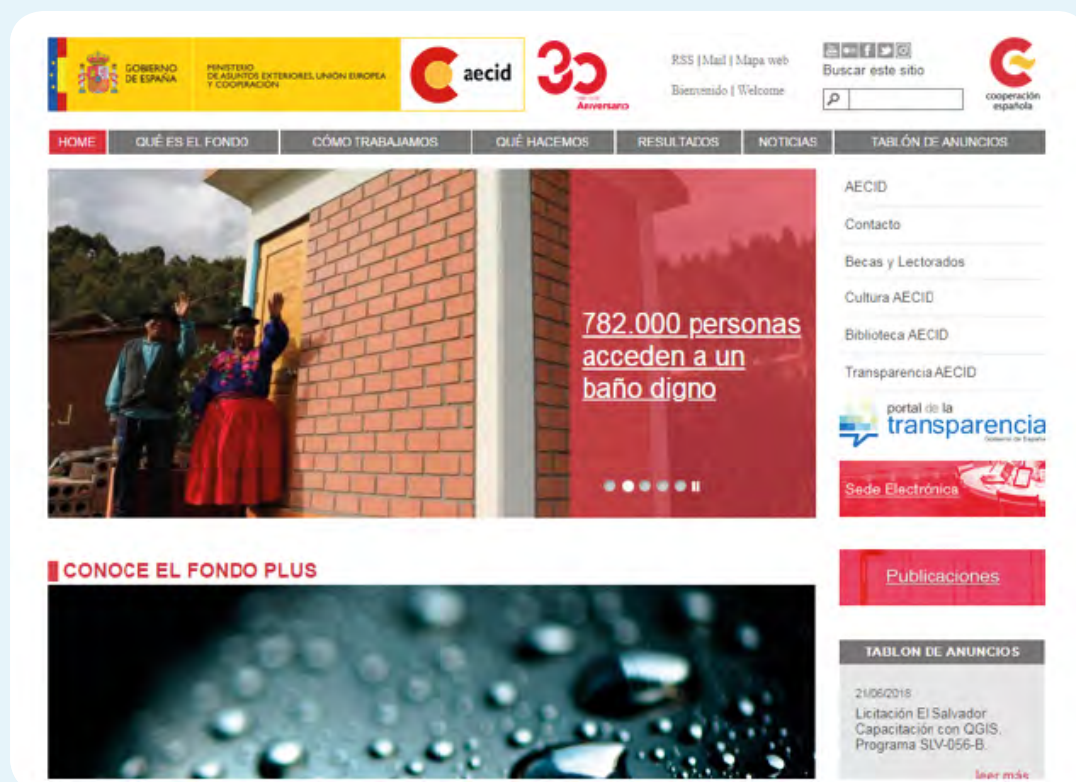 GOBIERNO
DE ESPAÑA
MINISTERIO
DE ASUNTOS EXTERIORES, UNIÓN EUROPEA
Y COOPERACIÓN
aecid
30
Aniversario
RSS | Mail | Mapa web
Bienvenido | Welcome
Buscar este sitio
cooperación
española
HOME
QUÉ ES EL FONDO
CÓMO TRABAJAMOS
QUÉ HACEMOS
RESULTADOS
NOTICIAS
TABLÓN DE ANUNCIOS
782.000 personas
acceden a un
baño digno
AECID
Contacto
Becas y Lectorados
Cultura AECID
Biblioteca AECID
Transparencia AECID
portal de la
transparencia
Gobierno de España
Sede Electrónica
Publicaciones
CONOCE EL FONDO PLUS
TABLON DE ANUNCIOS
21/06/2018
Licitación El Salvador
Capacitación con QGIS.
Programa SLV-056-B.
leer más